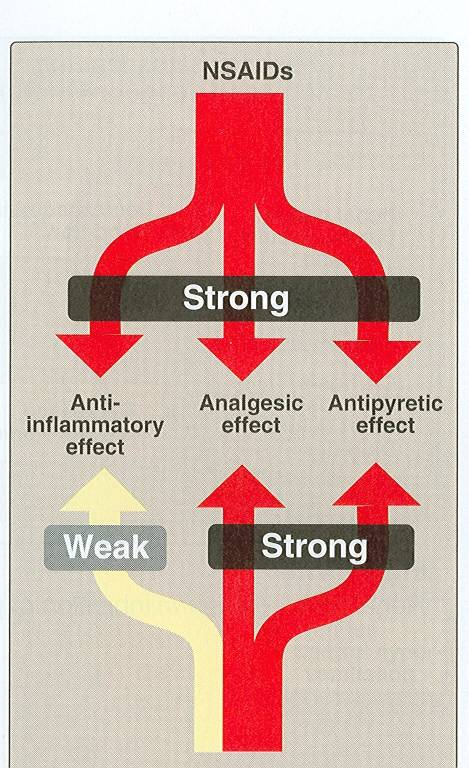 NSAIDs
Strong
Anti-
inflammatory
effect
Analgesic
effect
Antipyretic
effect
Weak
Strong